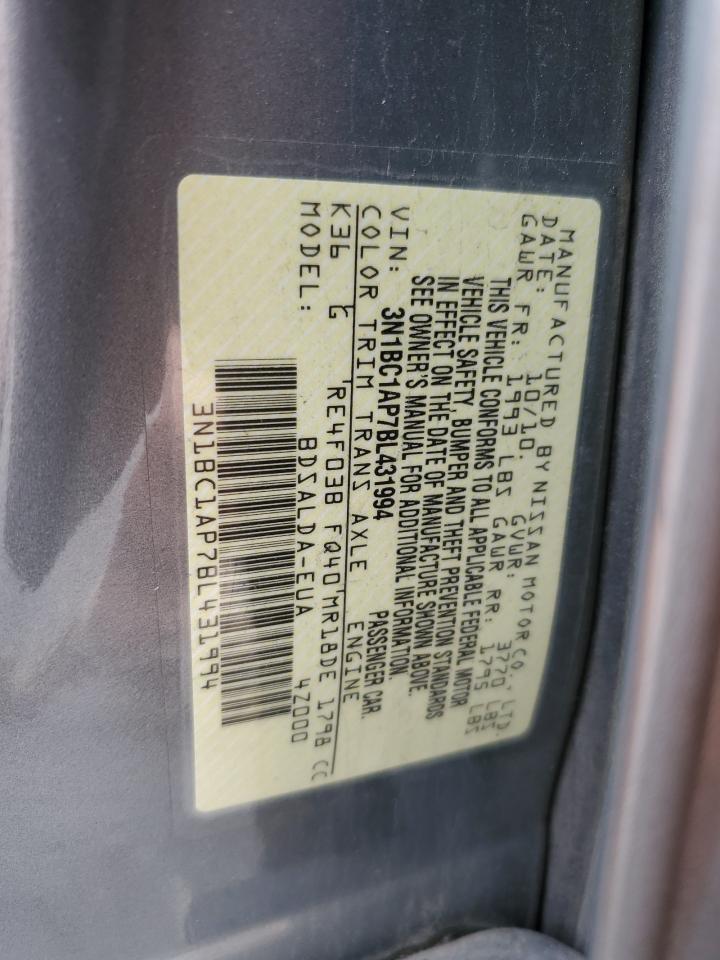 MANUFACTURED BY NISSAN MOTOR CO., LTD.
DATE: 10/10. GVWR: 3770 LBS
GAWR FR: 1993 LBS GAWR RR: 1795 LBS
THIS VEHICLE CONFORMS TO ALL APPLICABLE FEDERAL MOTOR
VEHICLE SAFETY, BUMPER AND THEFT PREVENTION STANDARDS
IN EFFECT ON THE DATE OF MANUFACTURE SHOWN ABOVE.
SEE OWNER'S MANUAL FOR ADDITIONAL INFORMATION.
VIN: 3N1BC1AP7BL431994 PASSENGER CAR.
COLOR TRIM TRANS AXLE ENGINE
K36 G RE4F03B FQ40 MR18DE 1798 CC
MODEL: BDSALDA-EUA 4Z000
3N1BC1AP7BL431994